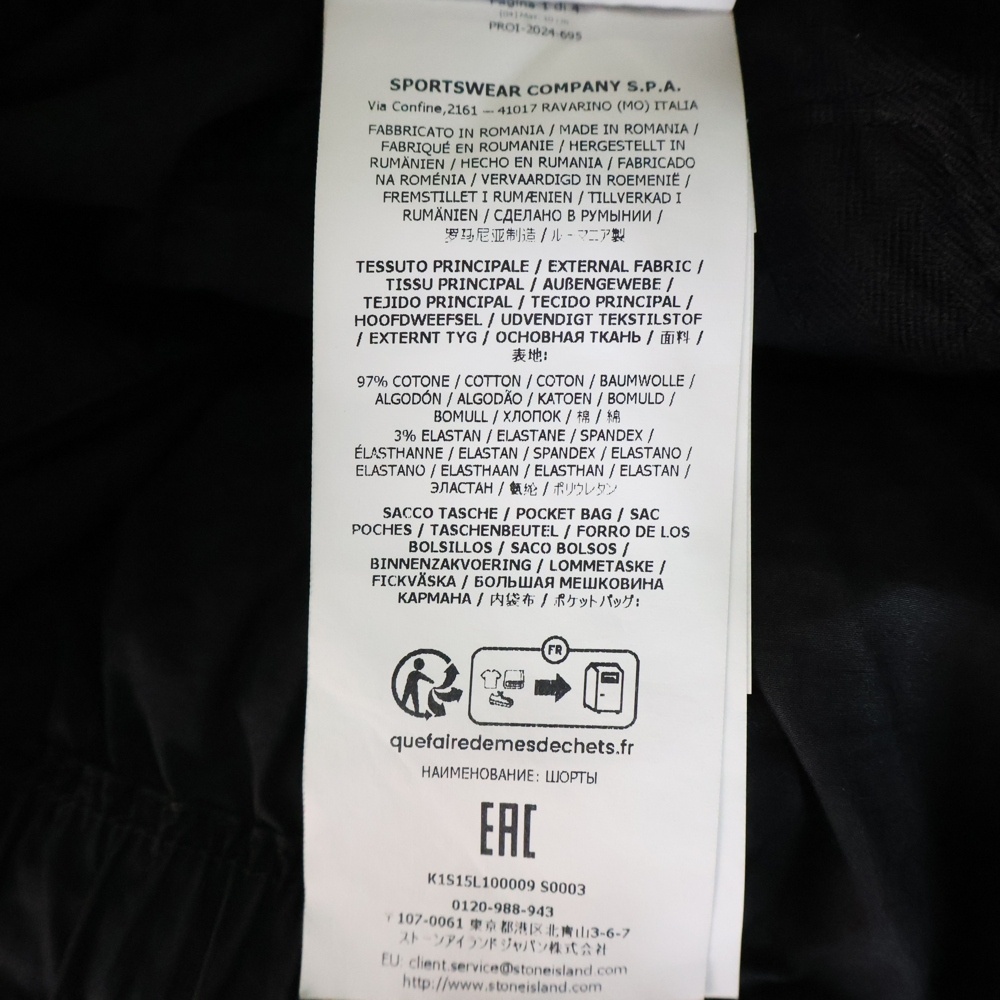 Pagina 1 di 4
PROI-2024-695
SPORTSWEAR COMPANY S.P.A.
Via Confine,2161 – 41017 RAVARINO (MO) ITALIA
FABBRICATO IN ROMANIA / MADE IN ROMANIA /
FABRIQUÉ EN ROUMANIE / HERGESTELLT IN
RUMÄNIEN / HECHO EN RUMANIA / FABRICADO
NA ROMÉNIA / VERVAARDIGD IN ROEMENIË /
FREMSTILLET I RUMÆNIEN / TILLVERKAD I
RUMÄNIEN / СДЕЛАНО В РУМЫНИИ /
罗马尼亚制造 / ルーマニア製
TESSUTO PRINCIPALE / EXTERNAL FABRIC /
TISSU PRINCIPAL / AUßENGEWEBE /
TEJIDO PRINCIPAL / TECIDO PRINCIPAL /
HOOFDWEEFSEL / UDVENDIGT TEKSTILSTOF
/ EXTERNT TYG / ОСНОВНАЯ ТКАНЬ / 面料 /
表地:
97% COTONE / COTTON / COTON / BAUMWOLLE /
ALGODÓN / ALGODÃO / KATOEN / BOMULD /
BOMULL / ХЛОПОК / 棉 / 綿
3% ELASTAN / ELASTANE / SPANDEX /
ÉLASTHANNE / ELASTAN / SPANDEX / ELASTANO /
ELASTANO / ELASTHAAN / ELASTHAN / ELASTAN /
ЭЛАСТАН / 氨纶 / ポリウレタン
SACCO TASCHE / POCKET BAG / SAC
POCHES / TASCHENBEUTEL / FORRO DE LOS
BOLSILLOS / SACO BOLSOS /
BINNENZAKVOERING / LOMMETASKE /
FICKVÄSKA / БОЛЬШАЯ МЕШКОВИНА
КАРМАНА / 内袋布 / ポケットバッグ:
FR
quefairedemesdechets.fr
НАИМЕНОВАНИЕ: ШОРТЫ
EAC
K1S15L100009 S0003
0120-988-943
〒107-0061 東京都港区北青山3-6-7
ストーンアイランドジャパン株式会社
EU: client.service@stoneisland.com
http://www.stoneisland.com